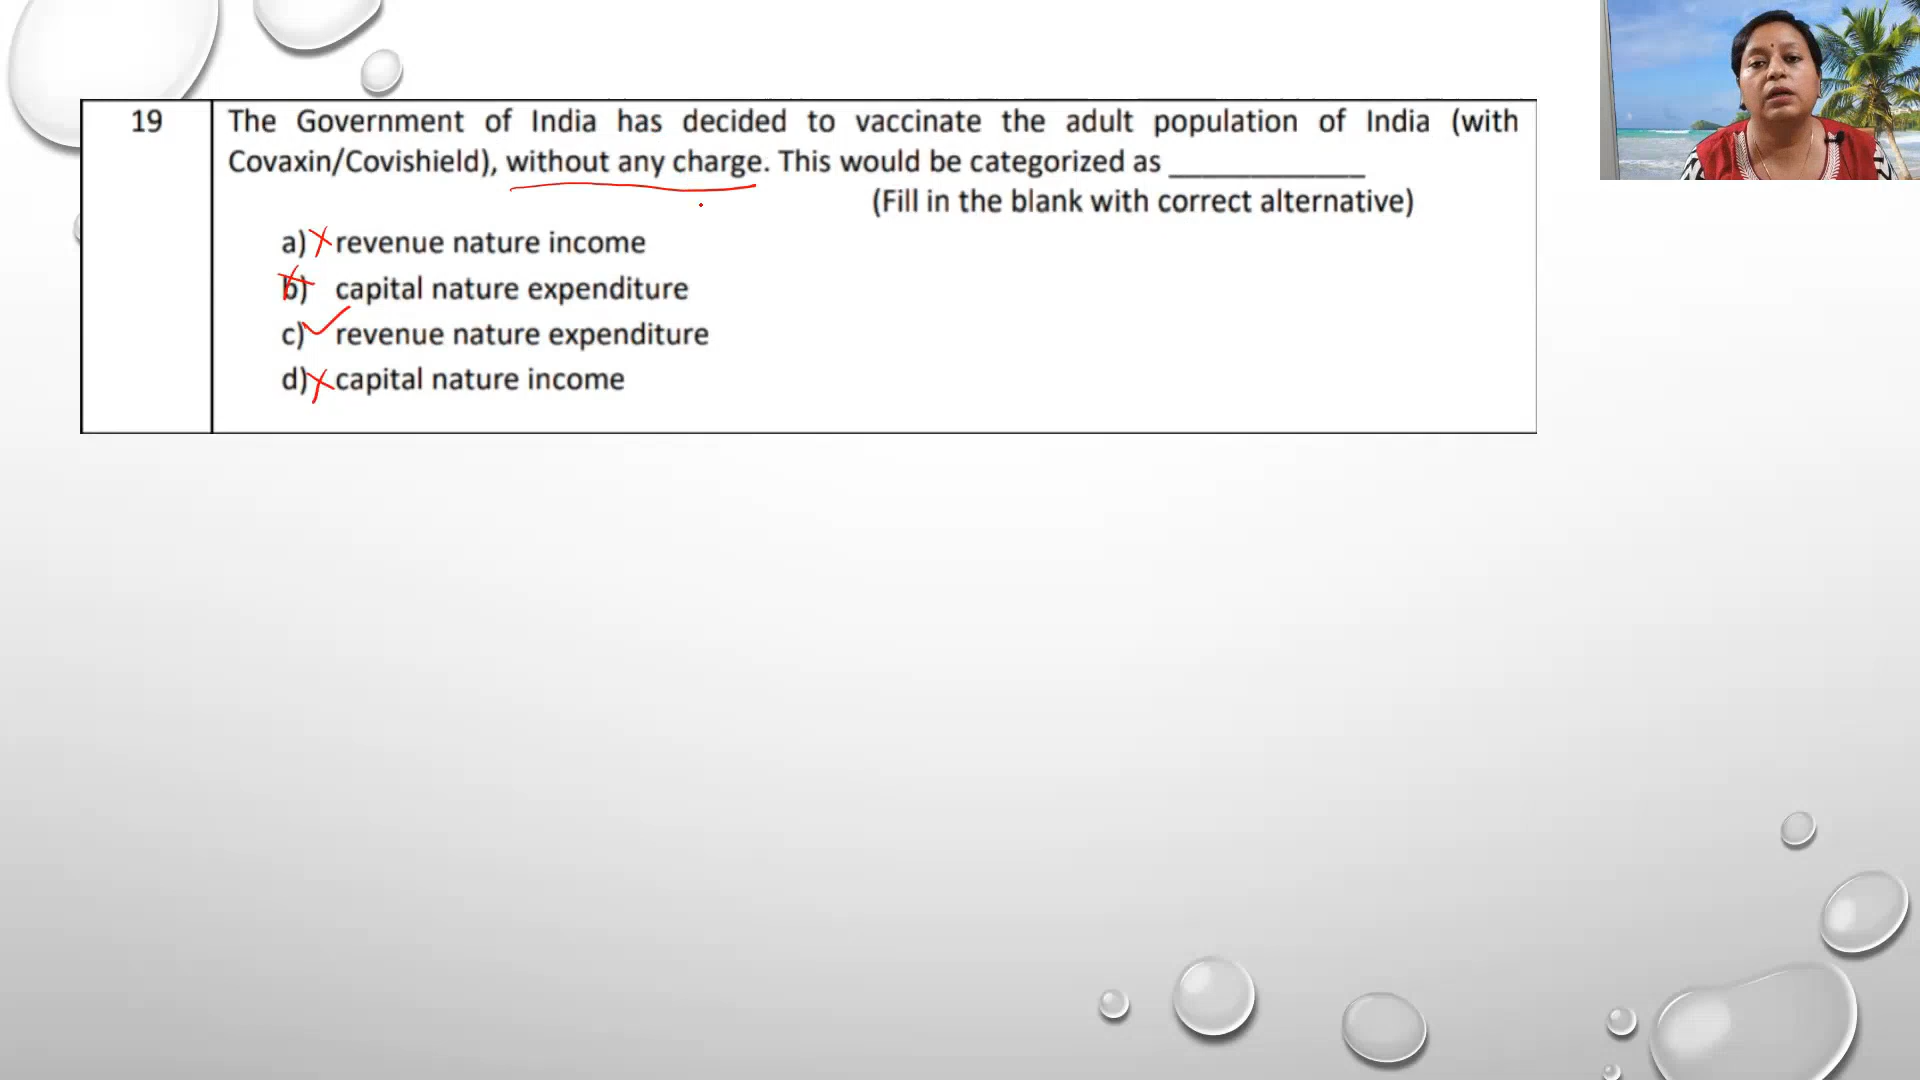 19
The Government of India has decided to vaccinate the adult population of India (with
Covaxin/Covishield), without any charge. This would be categorized as ____________
(Fill in the blank with correct alternative)
a) revenue nature income
b) capital nature expenditure
c) revenue nature expenditure
d) capital nature income